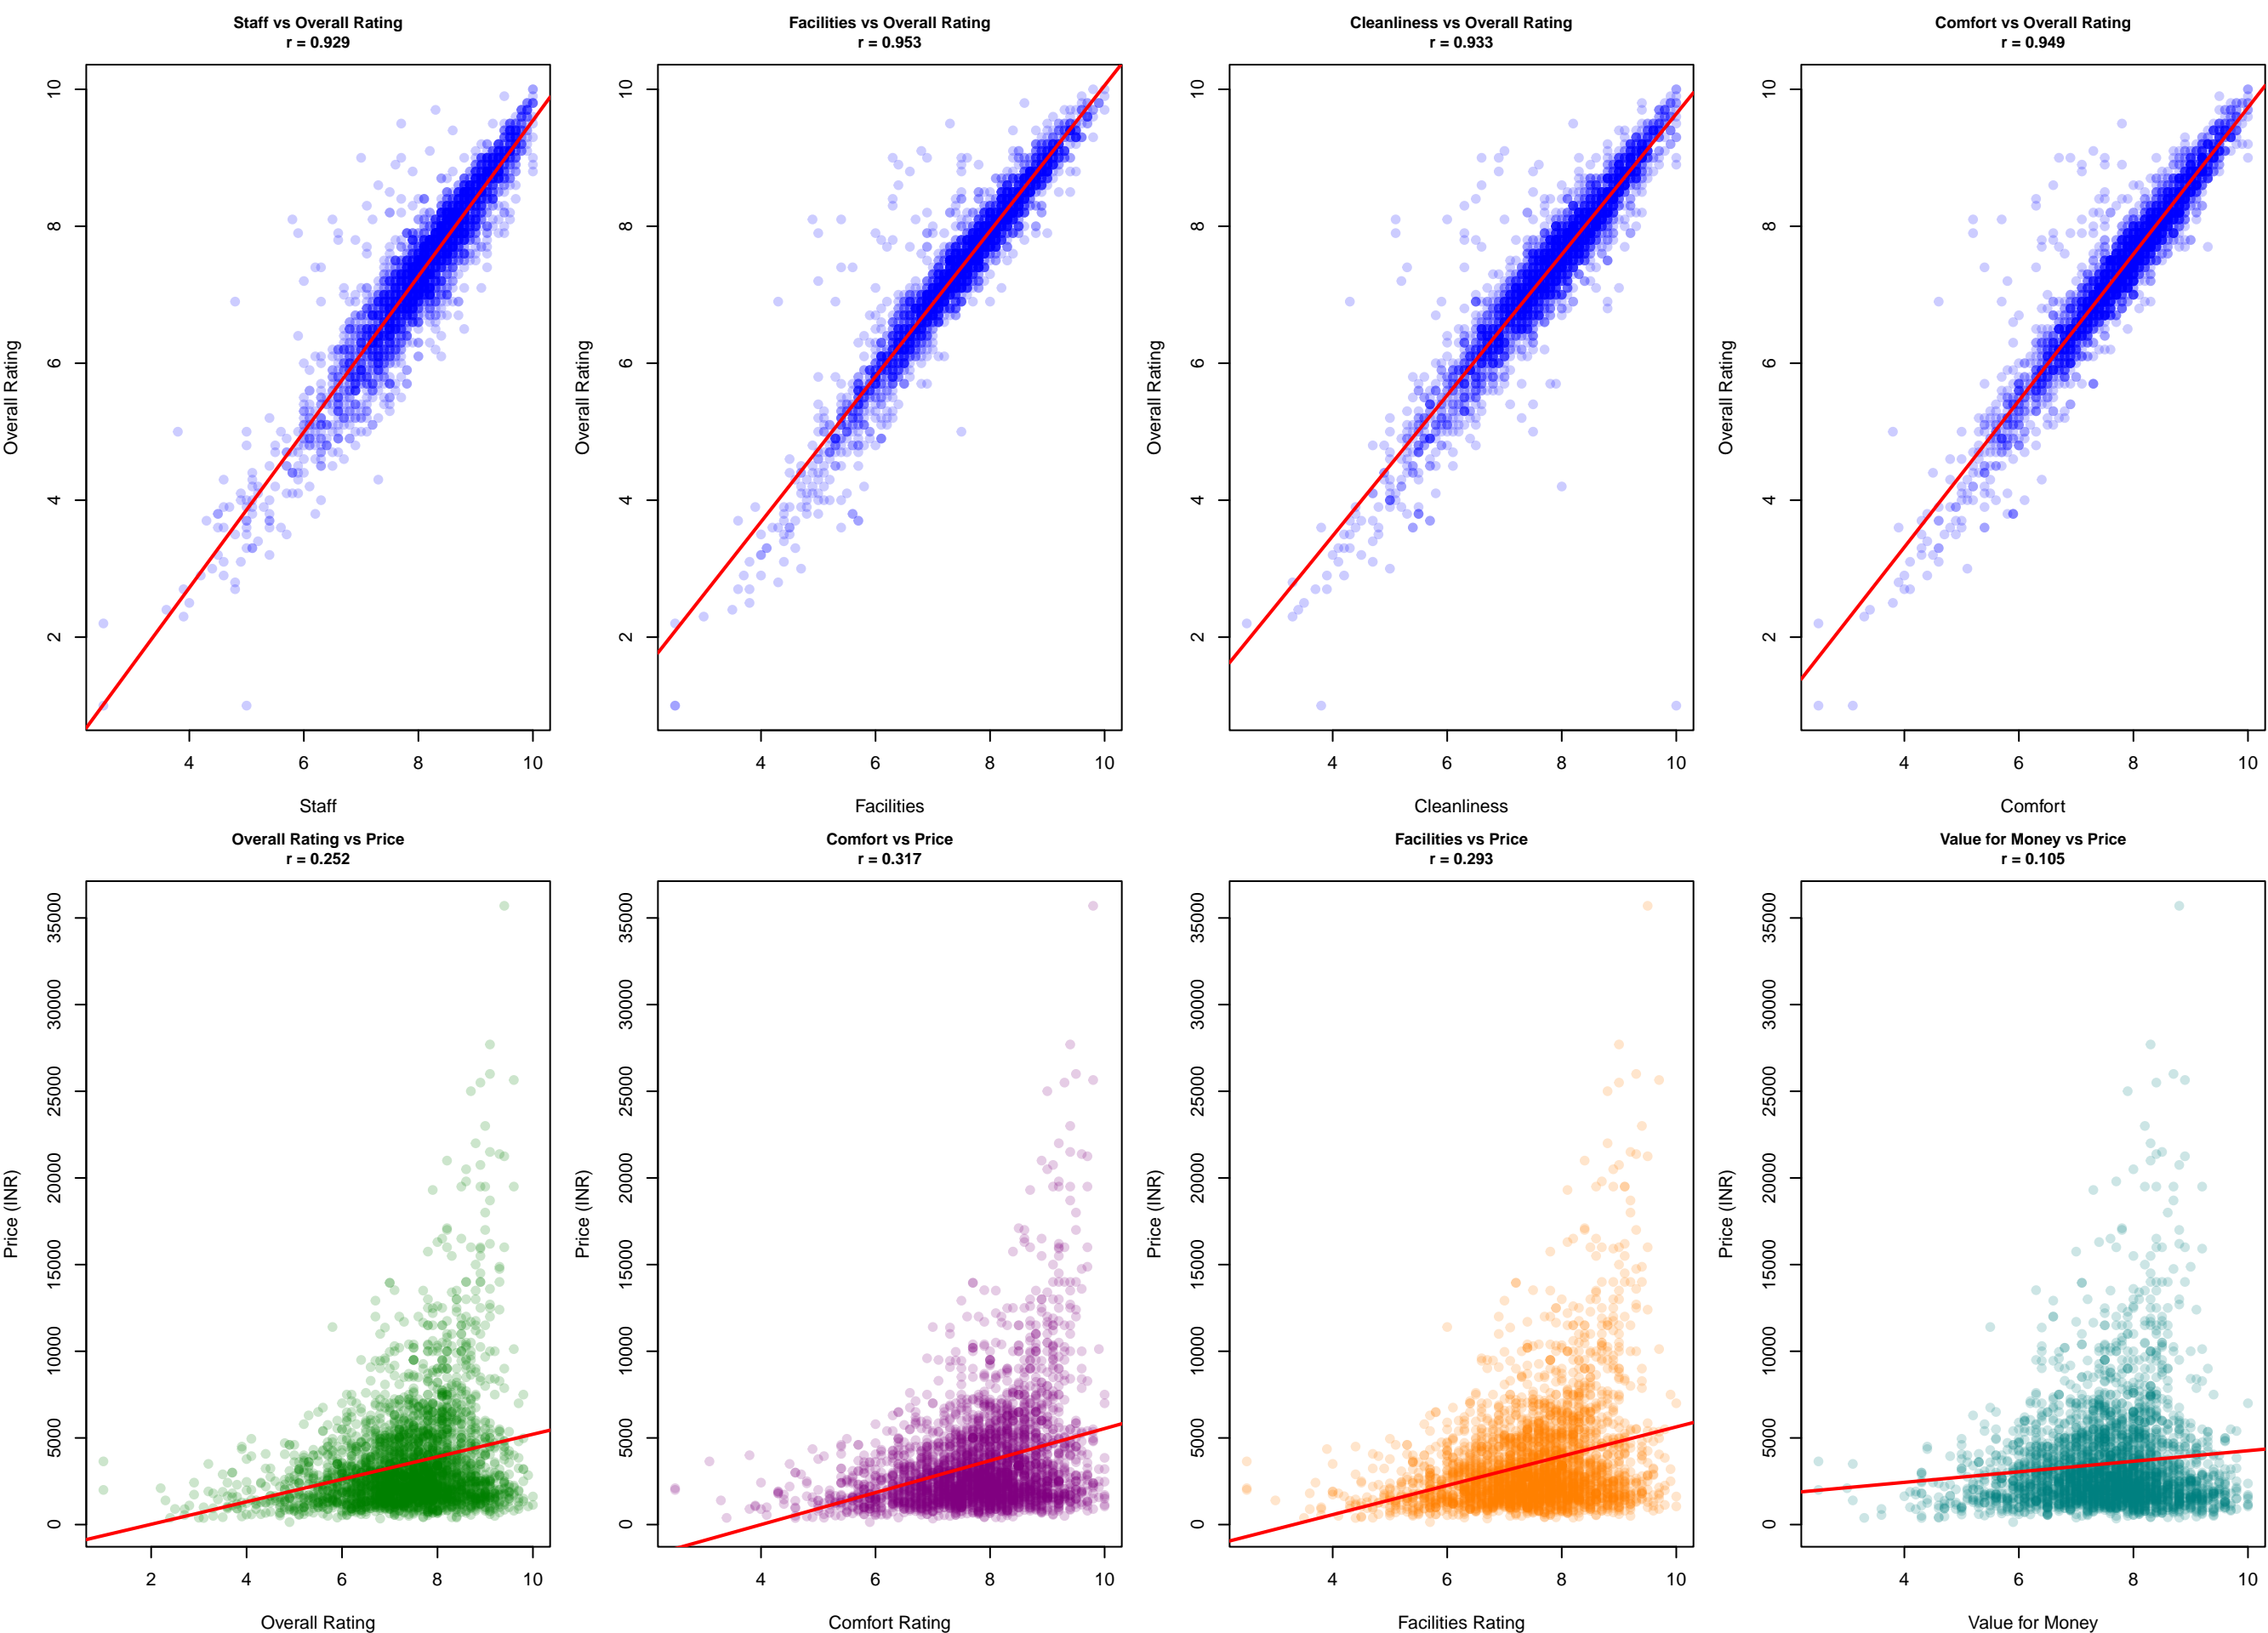 Staff vs Overall Rating
r = 0.929
Overall Rating
10
8
6
4
2
4 6 8 10
Staff
Facilities vs Overall Rating
r = 0.953
Overall Rating
10
8
6
4
2
4 6 8 10
Facilities
Cleanliness vs Overall Rating
r = 0.933
Overall Rating
10
8
6
4
2
4 6 8 10
Cleanliness
Comfort vs Overall Rating
r = 0.949
Overall Rating
10
8
6
4
2
4 6 8 10
Comfort
Overall Rating vs Price
r = 0.252
Price (INR)
35000
30000
25000
20000
15000
10000
5000
0
2 4 6 8 10
Overall Rating
Comfort vs Price
r = 0.317
Price (INR)
35000
30000
25000
20000
15000
10000
5000
0
4 6 8 10
Comfort Rating
Facilities vs Price
r = 0.293
Price (INR)
35000
30000
25000
20000
15000
10000
5000
0
4 6 8 10
Facilities Rating
Value for Money vs Price
r = 0.105
Price (INR)
35000
30000
25000
20000
15000
10000
5000
0
4 6 8 10
Value for Money